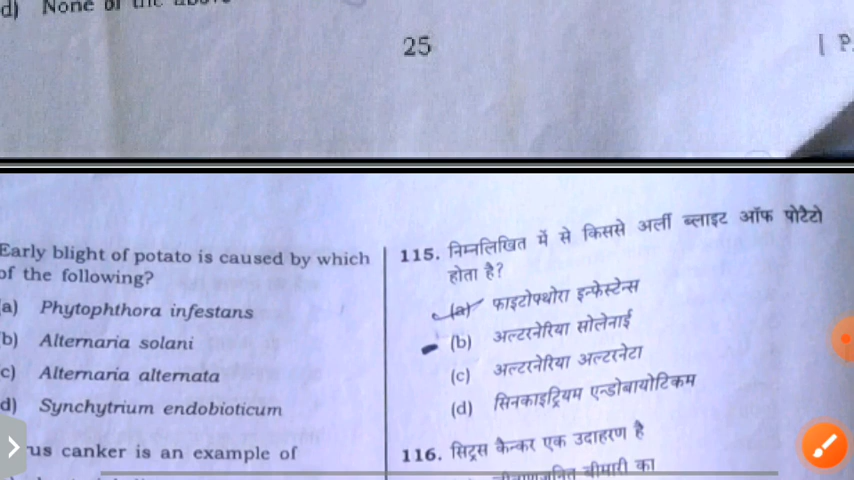 d) None of the above
25
[ P.
Early blight of potato is caused by which
of the following?
a) Phytophthora infestans
b) Alternaria solani
c) Alternaria alternata
d) Synchytrium endobioticum
us canker is an example of
115. निम्नलिखित में से किससे अर्ली ब्लाइट ऑफ पोटैटो
होता है?
(a) फाइटोफ्थोरा इन्फेस्टेन्स
(b) अल्टरनेरिया सोलेनाई
(c) अल्टरनेरिया अल्टरनेटा
(d) सिनकाइट्रियम एन्डोबायोटिकम
116. सिट्रस कैन्कर एक उदाहरण है
बीमारी का